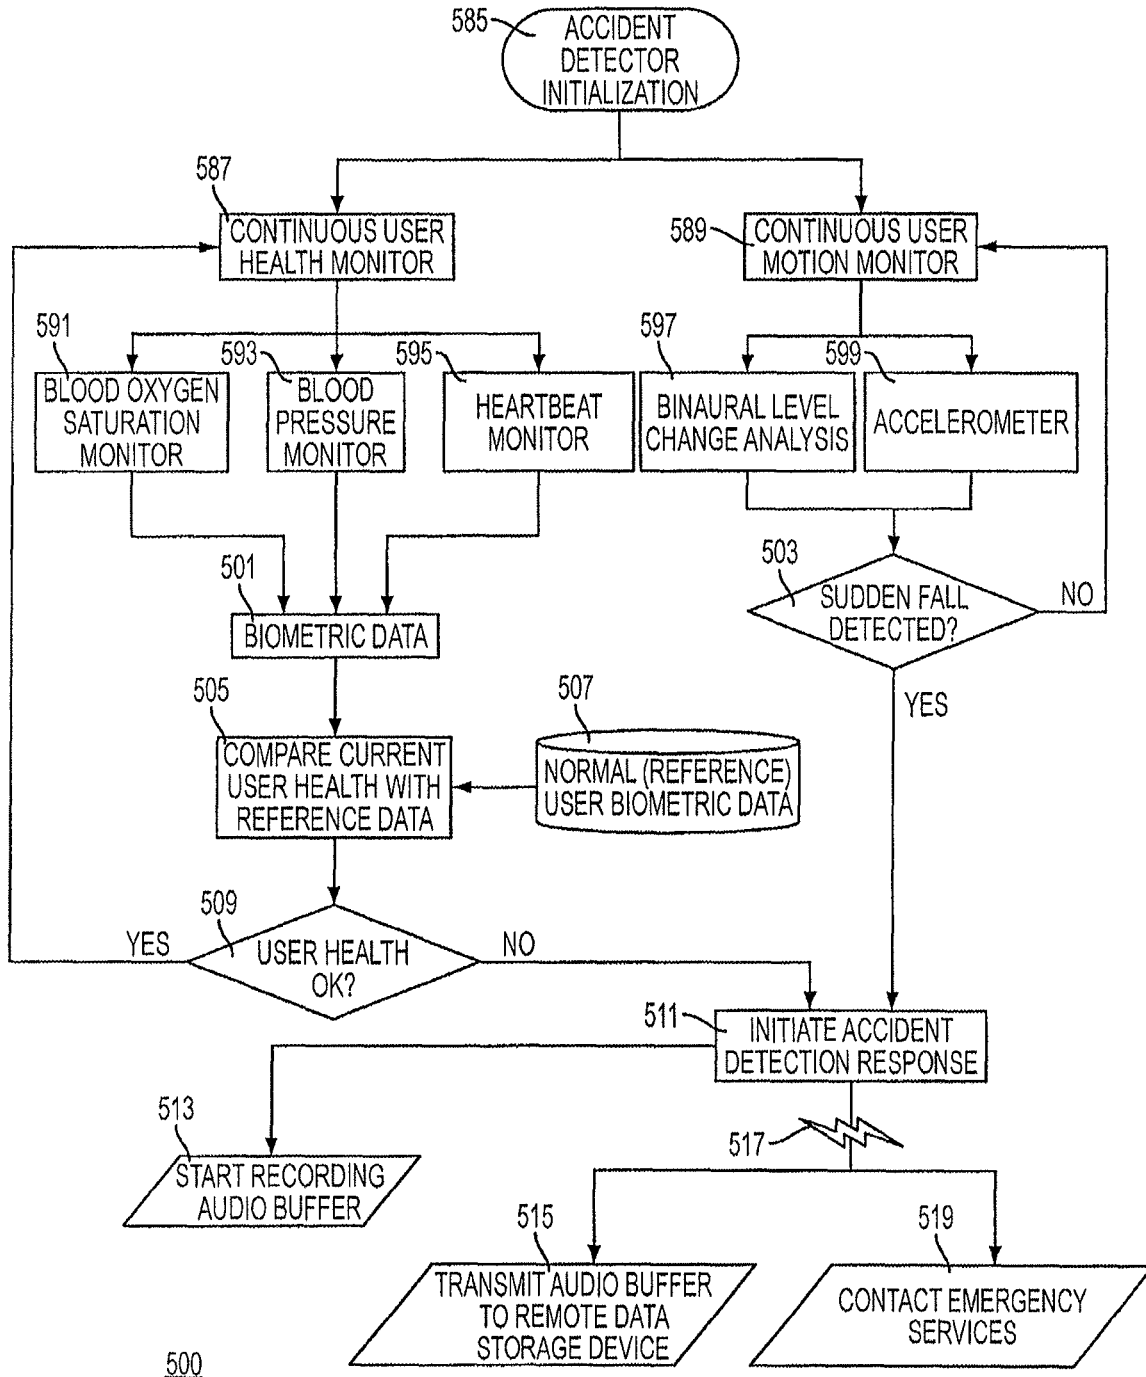 585
ACCIDENT
DETECTOR
INITIALIZATION
587
CONTINUOUS USER
HEALTH MONITOR
589
CONTINUOUS USER
MOTION MONITOR
591
BLOOD OXYGEN
SATURATION
MONITOR
593
BLOOD
PRESSURE
MONITOR
595
HEARTBEAT
MONITOR
597
BINAURAL LEVEL
CHANGE ANALYSIS
599
ACCELEROMETER
501
BIOMETRIC DATA
503
SUDDEN FALL
DETECTED?
NO
YES
505
COMPARE CURRENT
USER HEALTH WITH
REFERENCE DATA
507
NORMAL (REFERENCE)
USER BIOMETRIC DATA
509
USER HEALTH
OK?
YES
NO
511
INITIATE ACCIDENT
DETECTION RESPONSE
513
START RECORDING
AUDIO BUFFER
517
515
TRANSMIT AUDIO BUFFER
TO REMOTE DATA
STORAGE DEVICE
519
CONTACT EMERGENCY
SERVICES
500